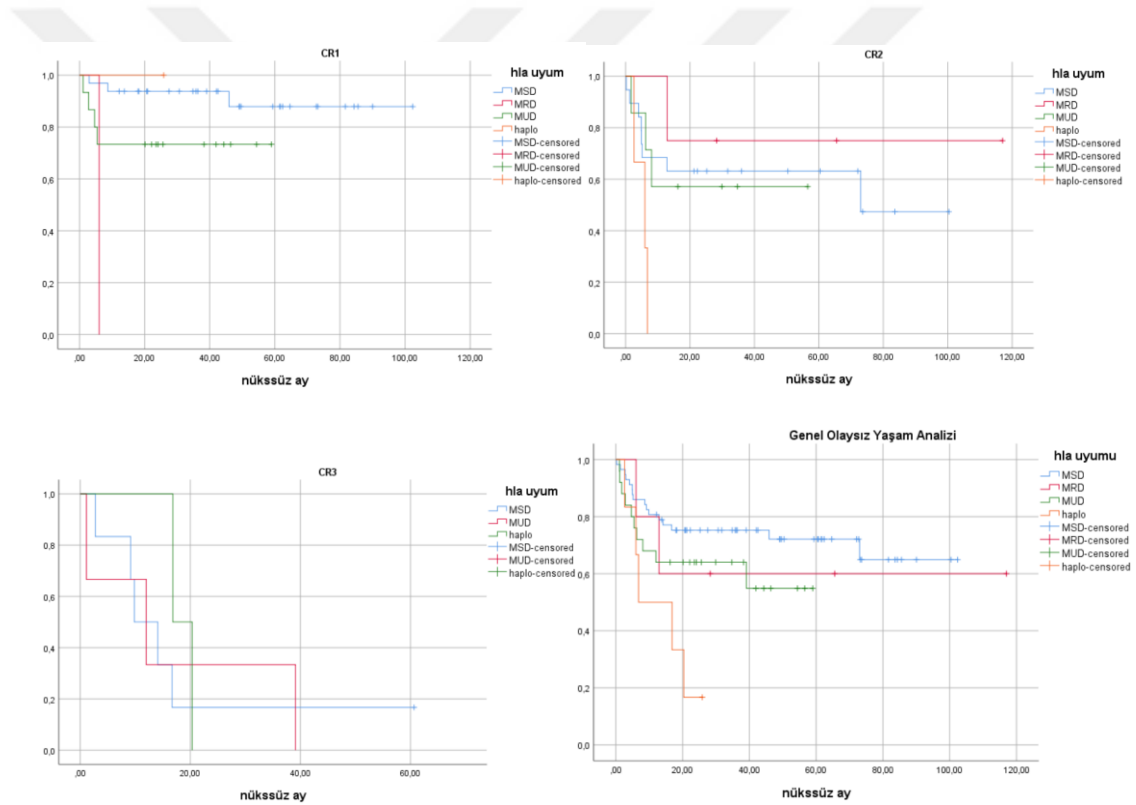 CR1
hla uyum
MSD
MRD
MUD
haplo
MSD-censored
MRD-censored
MUD-censored
haplo-censored
1,0
0,8
0,6
0,4
0,2
0,0
,00 20,00 40,00 60,00 80,00 100,00 120,00
nükssüz ay
CR2
hla uyum
MSD
MRD
MUD
haplo
MSD-censored
MRD-censored
MUD-censored
haplo-censored
1,0
0,8
0,6
0,4
0,2
0,0
,00 20,00 40,00 60,00 80,00 100,00 120,00
nükssüz ay
CR3
hla uyum
MSD
MUD
haplo
MSD-censored
MUD-censored
haplo-censored
1,0
0,8
0,6
0,4
0,2
0,0
,00 20,00 40,00 60,00
nükssüz ay
Genel Olaysız Yaşam Analizi
hla uyumu
MSD
MRD
MUD
haplo
MSD-censored
MRD-censored
MUD-censored
haplo-censored
1,0
0,8
0,6
0,4
0,2
0,0
,00 20,00 40,00 60,00 80,00 100,00 120,00
nükssüz ay